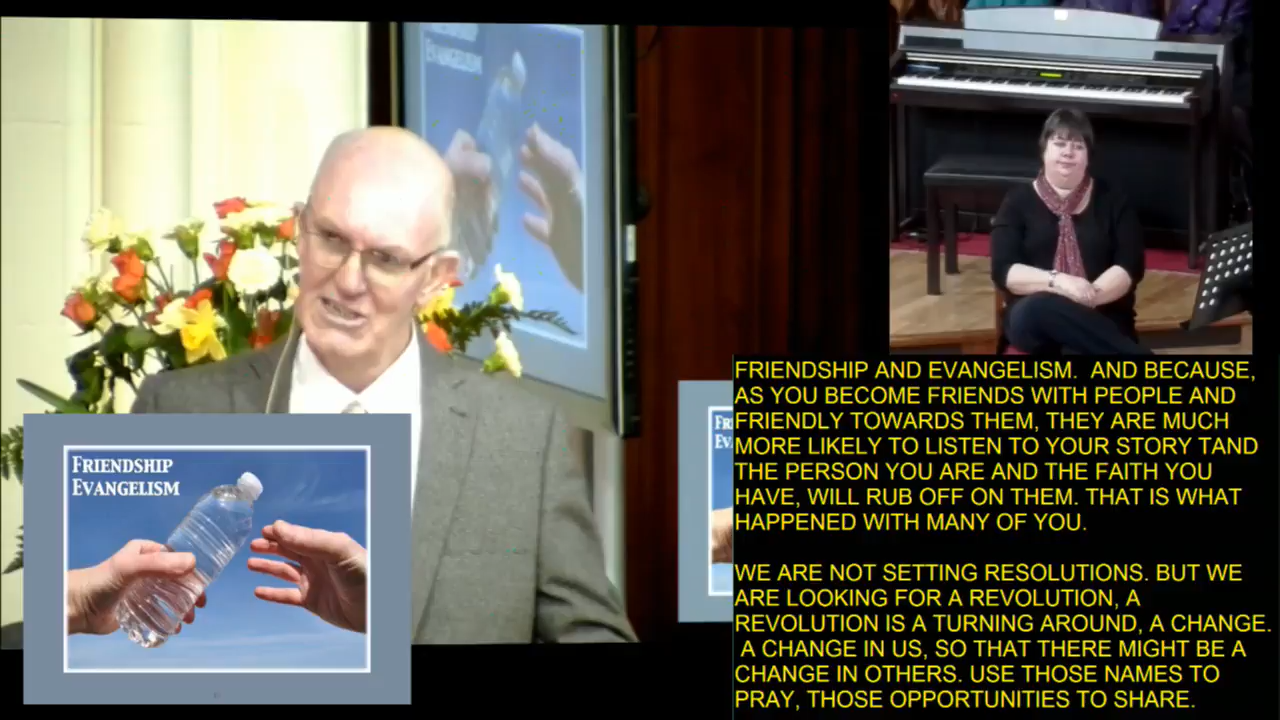 FRIENDSHIP
EVANGELISM
FRIENDSHIP
EVANGELISM
FRIENDSHIP AND EVANGELISM.  AND BECAUSE,
AS YOU BECOME FRIENDS WITH PEOPLE AND
FRIENDLY TOWARDS THEM, THEY ARE MUCH
MORE LIKELY TO LISTEN TO YOUR STORY TAND
THE PERSON YOU ARE AND THE FAITH YOU
HAVE, WILL RUB OFF ON THEM. THAT IS WHAT
HAPPENED WITH MANY OF YOU.
WE ARE NOT SETTING RESOLUTIONS. BUT WE
ARE LOOKING FOR A REVOLUTION, A
REVOLUTION IS A TURNING AROUND, A CHANGE.
A CHANGE IN US, SO THAT THERE MIGHT BE A
CHANGE IN OTHERS. USE THOSE NAMES TO
PRAY, THOSE OPPORTUNITIES TO SHARE.